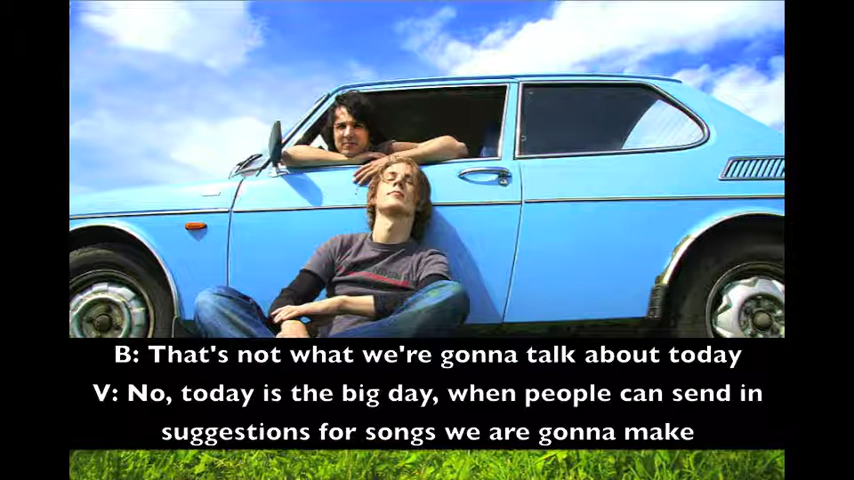 B: That's not what we're gonna talk about today
V: No, today is the big day, when people can send in
suggestions for songs we are gonna make